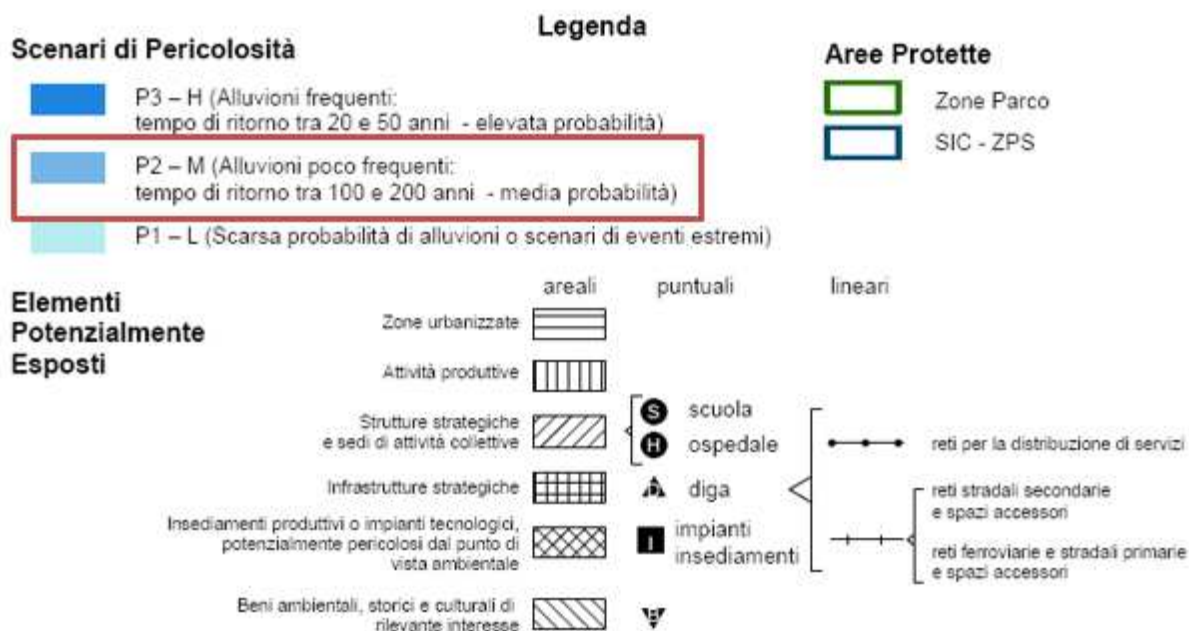 Legenda
Scenari di Pericolosità
P3 – H (Alluvioni frequenti:
tempo di ritorno tra 20 e 50 anni - elevata probabilità)
P2 – M (Alluvioni poco frequenti:
tempo di ritorno tra 100 e 200 anni - media probabilità)
P1 – L (Scarsa probabilità di alluvioni o scenari di eventi estremi)
Aree Protette
Zone Parco
SIC - ZPS
Elementi
Potenzialmente
Esposti
areali
puntuali
lineari
Zone urbanizzate
Attività produttive
Strutture strategiche
e sedi di attività collettive
S scuola
H ospedale
Infrastrutture strategiche
D diga
Insediamenti produttivi o impianti tecnologici,
potenzialmente pericolosi dal punto di
vista ambientale
I impianti
insediamenti
Beni ambientali, storici e culturali di
rilevante interesse
reti per la distribuzione di servizi
reti stradali secondarie
e spazi accessori
reti ferroviarie e stradali primarie
e spazi accessori